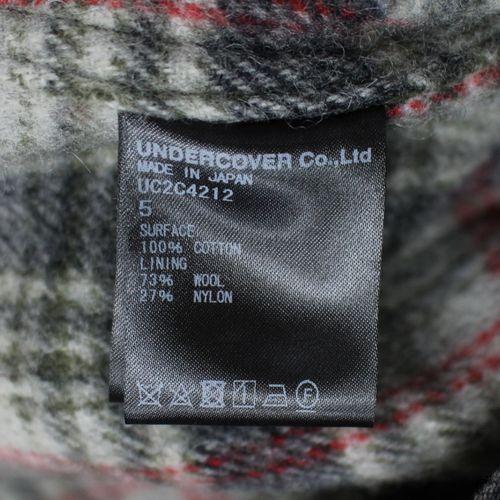 UNDERCOVER Co.,Ltd
MADE IN JAPAN
UC2C4212
5
SURFACE
100% COTTON
LINING
73% WOOL
27% NYLON
F